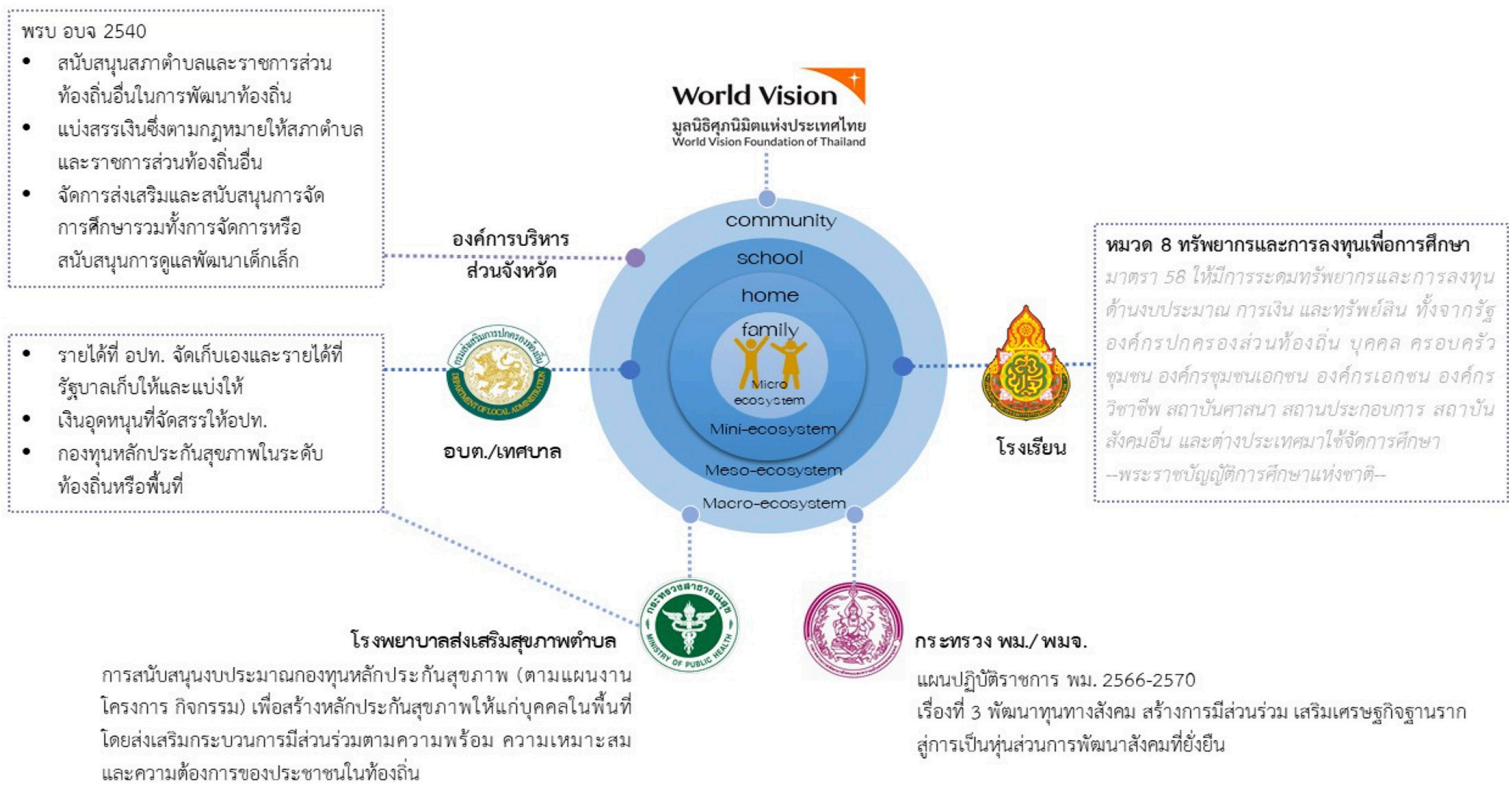 พรบ อบจ 2540
• สนับสนุนสภาตำบลและราชการส่วน
ท้องถิ่นอื่นในการพัฒนาท้องถิ่น
• แบ่งสรรเงินซึ่งตามกฎหมายให้สภาตำบล
และราชการส่วนท้องถิ่นอื่น
• จัดการส่งเสริมและสนับสนุนการจัด
การศึกษารวมทั้งการจัดการหรือ
สนับสนุนการดูแลพัฒนาเด็กเล็ก
World Vision
มูลนิธิศุภนิมิตแห่งประเทศไทย
World Vision Foundation of Thailand
องค์การบริหาร
ส่วนจังหวัด
community
school
home
family
Micro
ecosystem
Mini-ecosystem
Meso-ecosystem
Macro-ecosystem
• รายได้ที่ อปท. จัดเก็บเองและรายได้ที่
รัฐบาลเก็บให้และแบ่งให้
• เงินอุดหนุนที่จัดสรรให้อปท.
• กองทุนหลักประกันสุขภาพในระดับ
ท้องถิ่นหรือพื้นที่
กรมส่งเสริมการปกครองท้องถิ่น
DEPARTMENT OF LOCAL ADMINISTRATION
อบต./เทศบาล
โรงเรียน
หมวด 8 ทรัพยากรและการลงทุนเพื่อการศึกษา
มาตรา 58 ให้มีการระดมทรัพยากรและการลงทุน
ด้านงบประมาณ การเงิน และทรัพย์สิน ทั้งจากรัฐ
องค์กรปกครองส่วนท้องถิ่น บุคคล ครอบครัว
ชุมชน องค์กรชุมชนเอกชน องค์กรเอกชน องค์กร
วิชาชีพ สถาบันศาสนา สถานประกอบการ สถาบัน
สังคมอื่น และต่างประเทศมาใช้จัดการศึกษา
--พระราชบัญญัติการศึกษาแห่งชาติ--
โรงพยาบาลส่งเสริมสุขภาพตำบล
การสนับสนุนงบประมาณกองทุนหลักประกันสุขภาพ (ตามแผนงาน
โครงการ กิจกรรม) เพื่อสร้างหลักประกันสุขภาพให้แก่บุคคลในพื้นที่
โดยส่งเสริมกระบวนการมีส่วนร่วมตามความพร้อม ความเหมาะสม
และความต้องการของประชาชนในท้องถิ่น
กระทรวงสาธารณสุข
MINISTRY OF PUBLIC HEALTH
กระทรวง พม./ พมจ.
แผนปฏิบัติราชการ พม. 2566-2570
เรื่องที่ 3 พัฒนาทุนทางสังคม สร้างการมีส่วนร่วม เสริมเศรษฐกิจฐานราก
สู่การเป็นหุ้นส่วนการพัฒนาสังคมที่ยั่งยืน